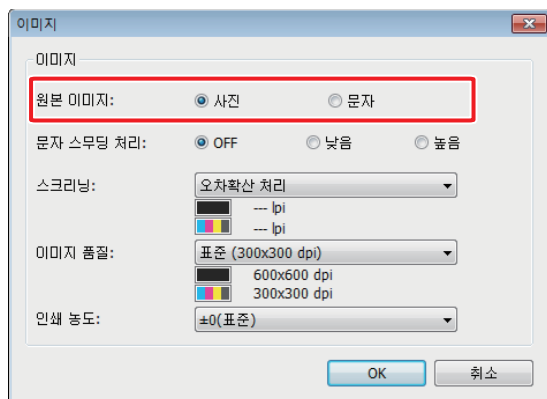 이미지
이미지
원본 이미지: 사진 문자
문자 스무딩 처리: OFF 낮음 높음
스크리닝: 오차확산 처리
--- lpi
--- lpi
이미지 품질: 표준 (300x300 dpi)
600x600 dpi
300x300 dpi
인쇄 농도: ±0(표준)
OK 취소